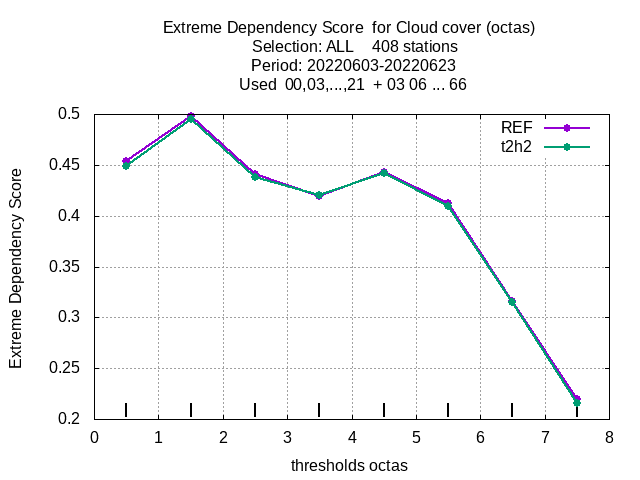 Extreme Dependency Score  for Cloud cover (octas)
Selection: ALL    408 stations
Period: 20220603-20220623
Used  00,03,...,21  + 03 06 ... 66
REF
t2h2
Extreme Dependency Score
0.5
0.45
0.4
0.35
0.3
0.25
0.2
0 1 2 3 4 5 6 7 8
thresholds octas